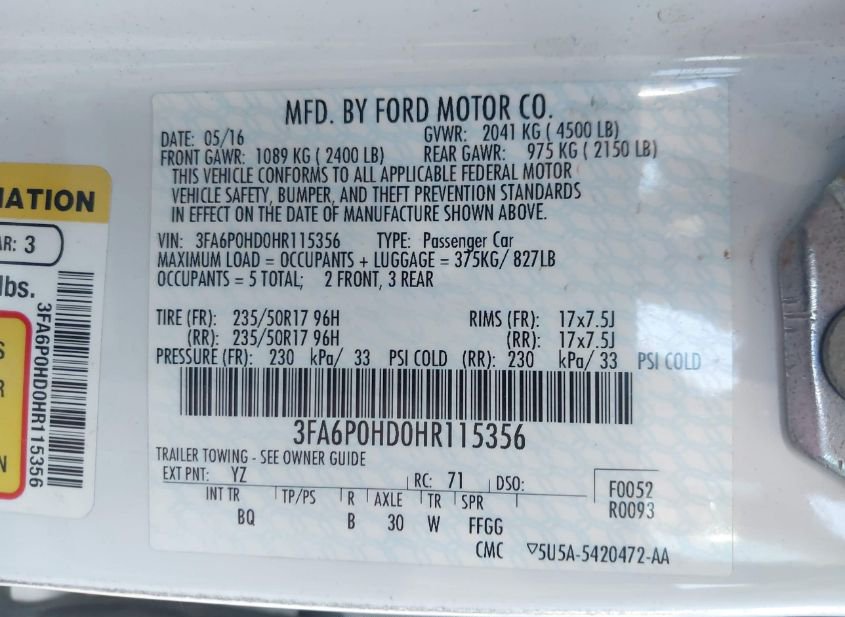 MFD. BY FORD MOTOR CO.
DATE: 05/16 GVWR: 2041 KG ( 4500 LB)
FRONT GAWR: 1089 KG ( 2400 LB) REAR GAWR: 975 KG ( 2150 LB)
THIS VEHICLE CONFORMS TO ALL APPLICABLE FEDERAL MOTOR
VEHICLE SAFETY, BUMPER, AND THEFT PREVENTION STANDARDS
IN EFFECT ON THE DATE OF MANUFACTURE SHOWN ABOVE.
VIN: 3FA6P0HD0HR115356 TYPE: Passenger Car
MAXIMUM LOAD = OCCUPANTS + LUGGAGE = 375KG/ 827LB
OCCUPANTS = 5 TOTAL; 2 FRONT, 3 REAR
TIRE (FR): 235/50R17 96H RIMS (FR): 17x7.5J
(RR): 235/50R17 96H (RR): 17x7.5J
PRESSURE (FR): 230 kPa/ 33 PSI COLD (RR): 230 kPa/ 33 PSI COLD
3FA6P0HD0HR115356
TRAILER TOWING - SEE OWNER GUIDE
EXT PNT: YZ RC: 71 DSO:
INT TR TP/PS R AXLE TR SPR
BQ B 30 W FFGG
F0052
R0093
CMC ▽5U5A-5420472-AA
MATION
AR: 3
lbs.
3FA6P0HD0HR115356
S
R
N